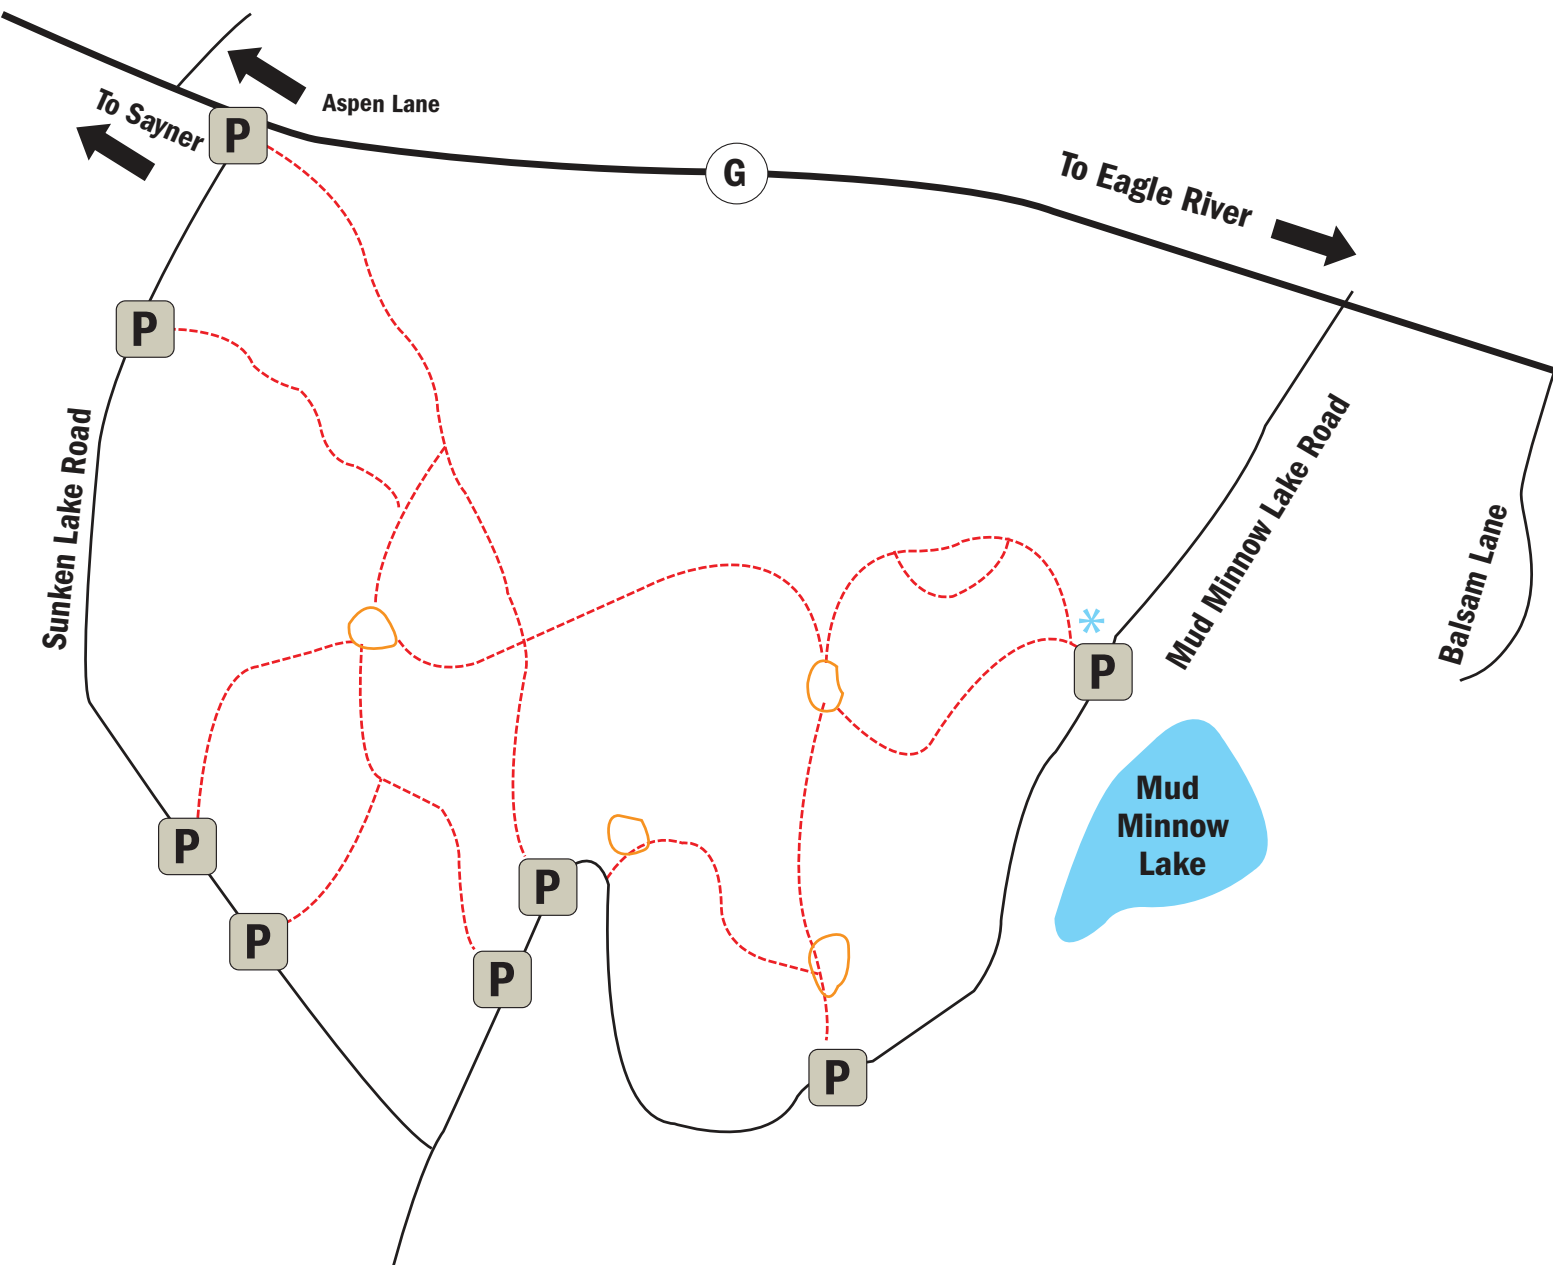 Aspen Lane
To Sayner
P
G
To Eagle River
P
Sunken Lake Road
Mud Minnow Lake Road
Balsam Lane
P
Mud
Minnow
Lake
P
P
P
P
P
*